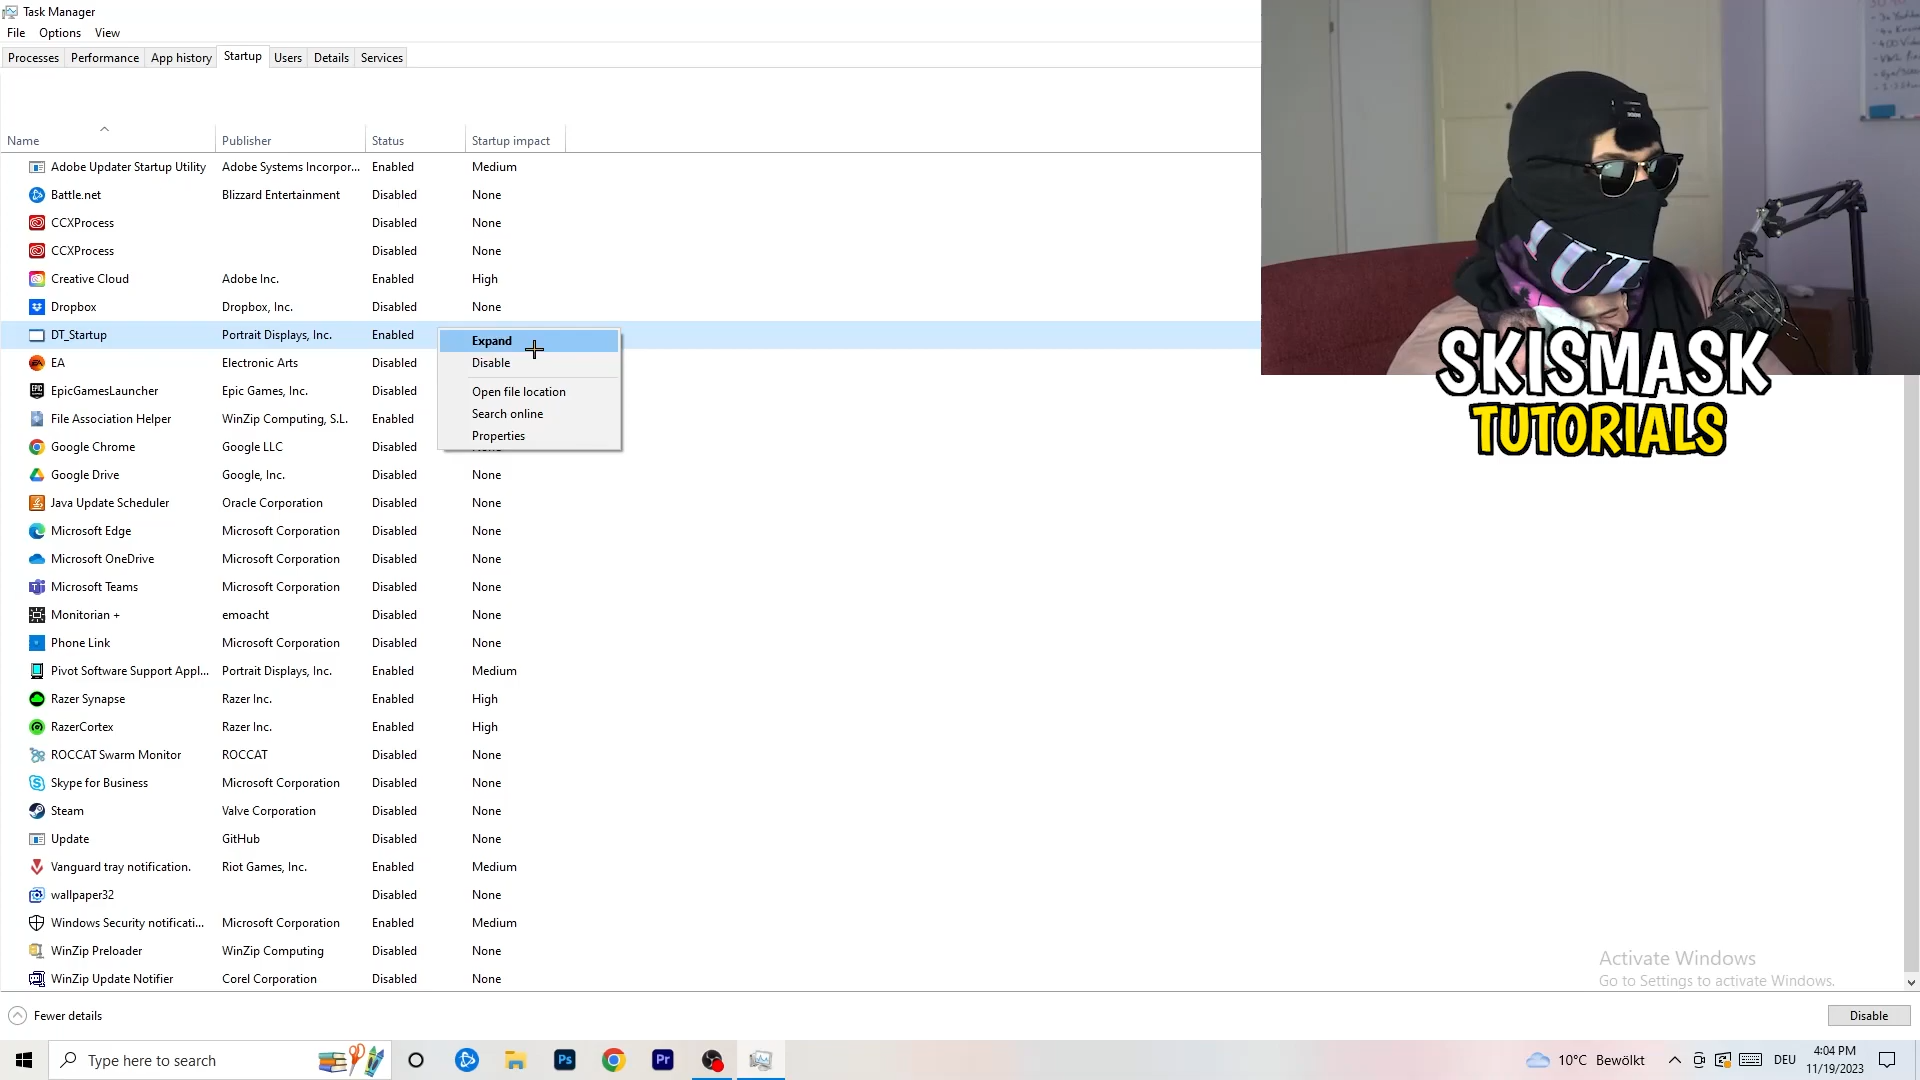 Task Manager
File Options View
Processes Performance App history Startup Users Details Services
Name Publisher Status Startup impact
Adobe Updater Startup Utility Adobe Systems Incorpor... Enabled Medium
Battle.net Blizzard Entertainment Disabled None
CCXProcess Disabled None
CCXProcess Disabled None
Creative Cloud Adobe Inc. Enabled High
Dropbox Dropbox, Inc. Disabled None
DT_Startup Portrait Displays, Inc. Enabled
Expand
EA Electronic Arts Disabled
Disable
EpicGamesLauncher Epic Games, Inc. Disabled
Open file location
File Association Helper WinZip Computing, S.L. Enabled
Search online
Properties
Google Chrome Google LLC Disabled
Google Drive Google, Inc. Disabled None
Java Update Scheduler Oracle Corporation Disabled None
Microsoft Edge Microsoft Corporation Disabled None
Microsoft OneDrive Microsoft Corporation Disabled None
Microsoft Teams Microsoft Corporation Disabled None
Monitorian + emoacht Disabled None
Phone Link Microsoft Corporation Disabled None
Pivot Software Support Appl... Portrait Displays, Inc. Enabled Medium
Razer Synapse Razer Inc. Enabled High
RazerCortex Razer Inc. Enabled High
ROCCAT Swarm Monitor ROCCAT Disabled None
Skype for Business Microsoft Corporation Disabled None
Steam Valve Corporation Disabled None
Update GitHub Disabled None
Vanguard tray notification. Riot Games, Inc. Enabled Medium
wallpaper32 Disabled None
Windows Security notificati... Microsoft Corporation Enabled Medium
WinZip Preloader WinZip Computing Disabled None
WinZip Update Notifier Corel Corporation Disabled None
SKISMASK
TUTORIALS
Activate Windows
Go to Settings to activate Windows.
Fewer details
Disable
Type here to search
Ps
Pr
10°C Bewölkt
DEU
4:04 PM
11/19/2023